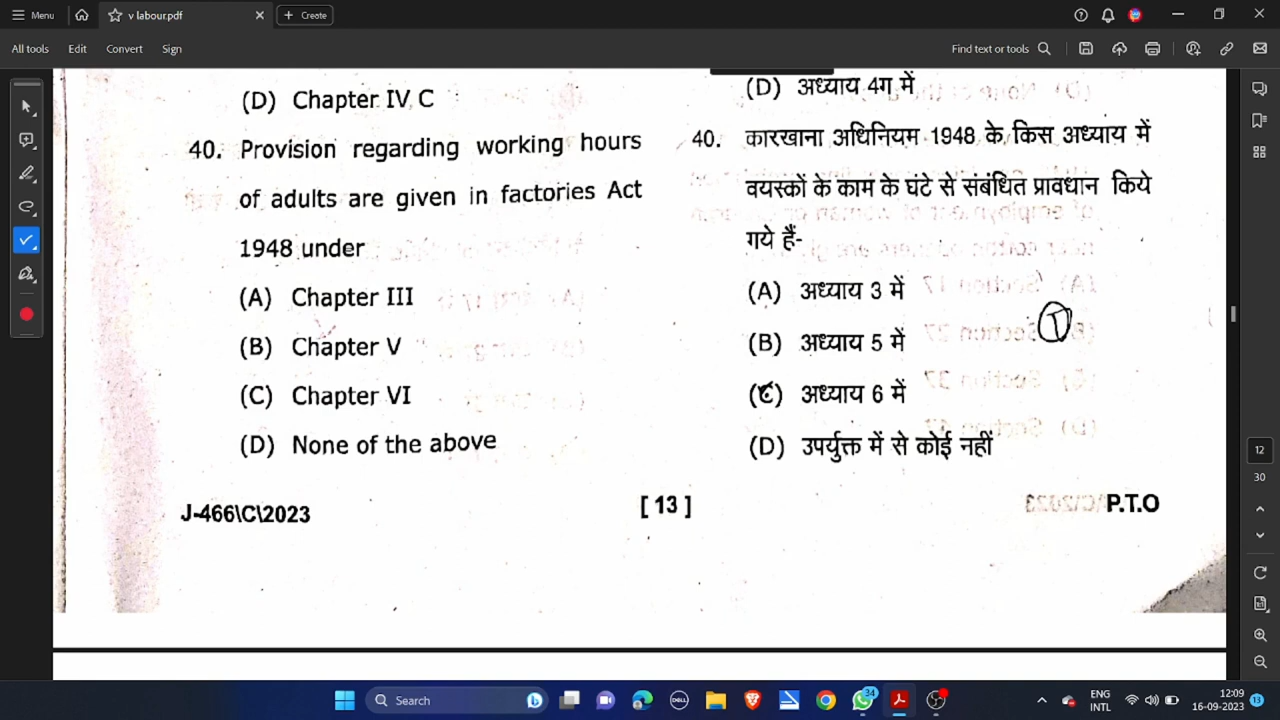 Menu
v labour.pdf
Create
All tools
Edit
Convert
Sign
Find text or tools
(D) Chapter IV C
40. Provision regarding working hours
of adults are given in factories Act
1948 under
(A) Chapter III
(B) Chapter V
(C) Chapter VI
(D) None of the above
(D) अध्याय 4ग में
40. कारखाना अधिनियम 1948 के किस अध्याय में
वयस्कों के काम के घंटे से संबंधित प्रावधान किये
गये हैं-
(A) अध्याय 3 में
(B) अध्याय 5 में
(C) अध्याय 6 में
(D) उपर्युक्त में से कोई नहीं
J-466\C\2023
[ 13 ]
P.T.O
12
30
Search
DELL
34
ENG
INTL
12:09
16-09-2023